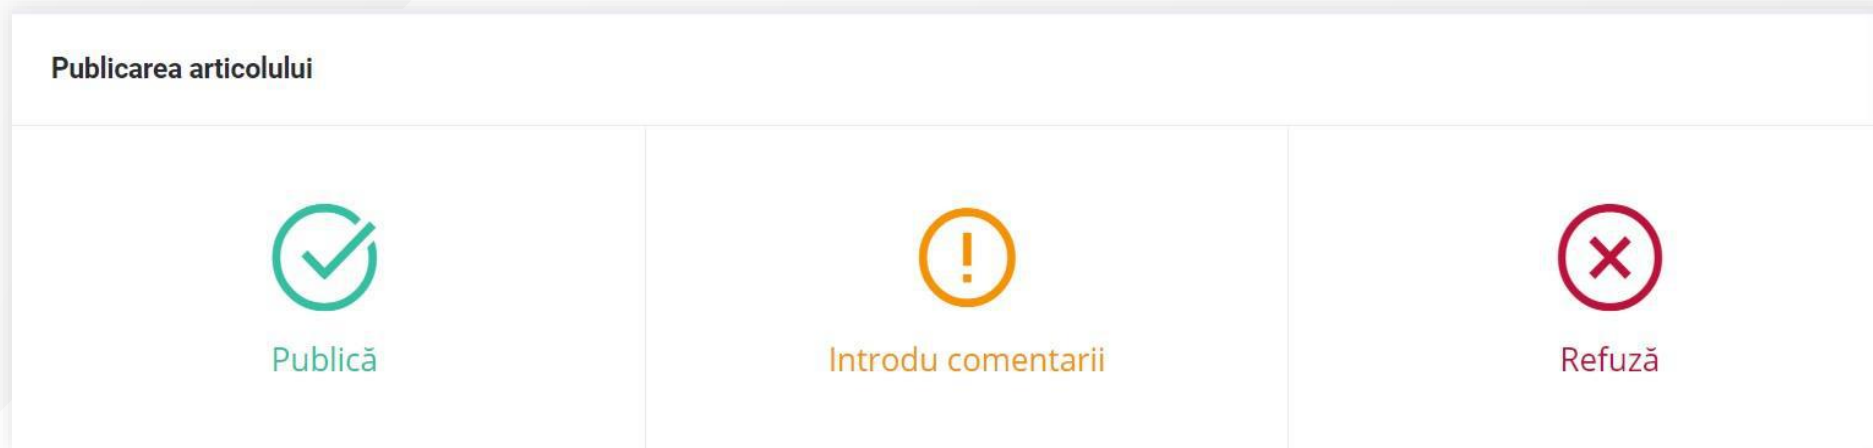 Publicarea articolului
Publică
Introdu comentarii
Refuză